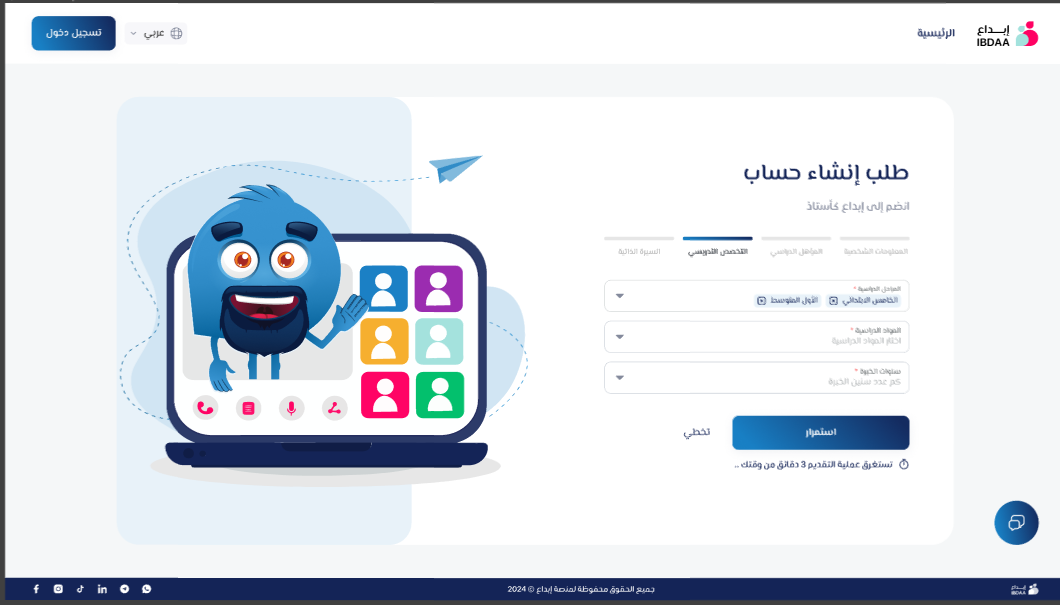 إبــداع
IBDAA
الرئيسية
عربي
تسجيل دخول
طلب إنشاء حساب
انضم إلى إبداع كأستاذ
المعلومات الشخصية
المؤهل الدراسي
التخصص التدريسي
السيرة الذاتية
المراحل الدراسية *
الخامس الابتدائي
الأول المتوسط
المواد الدراسية *
اختار المواد الدراسية
سنوات الخبرة *
كم عدد سنين الخبرة
استمرار
تخطي
تستغرق عملية التقديم 3 دقائق من وقتك ..
جميع الحقوق محفوظة لمنصة إبداع © 2024
إبــداع
IBDAA